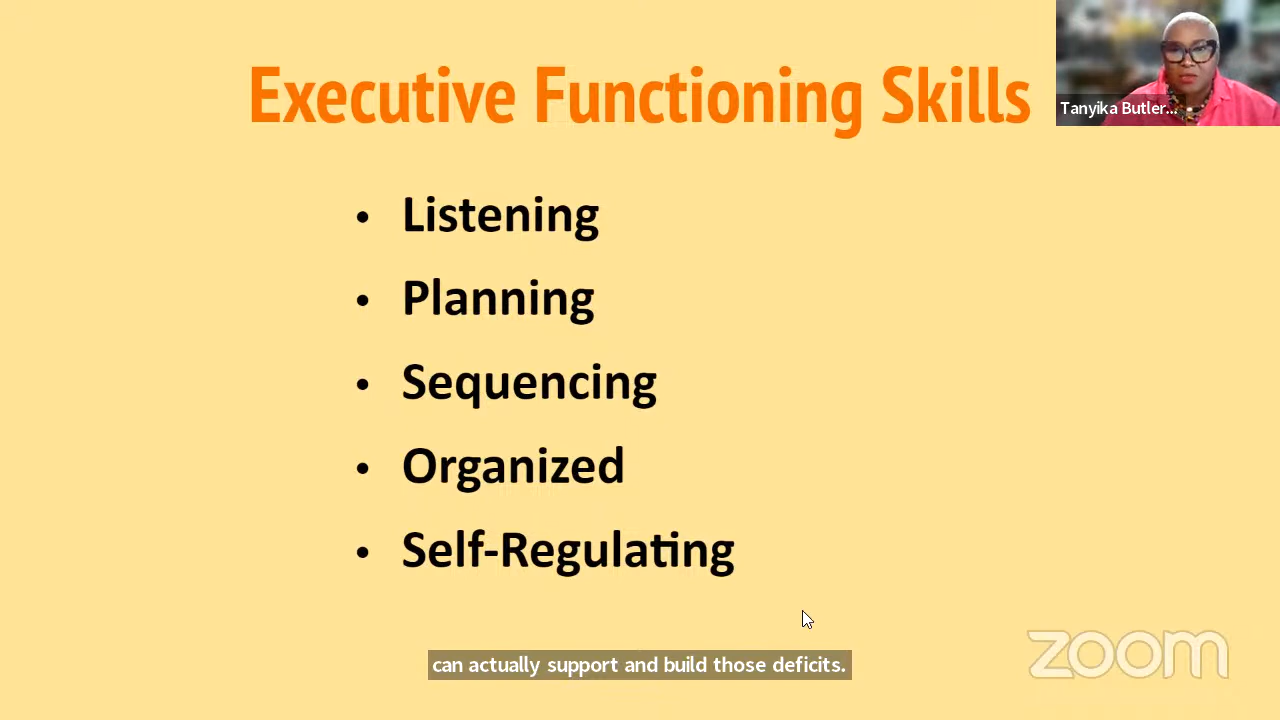 Executive Functioning Skills
Tanyika Butler...
• Listening
• Planning
• Sequencing
• Organized
• Self-Regulating
can actually support and build those deficits.
zoom